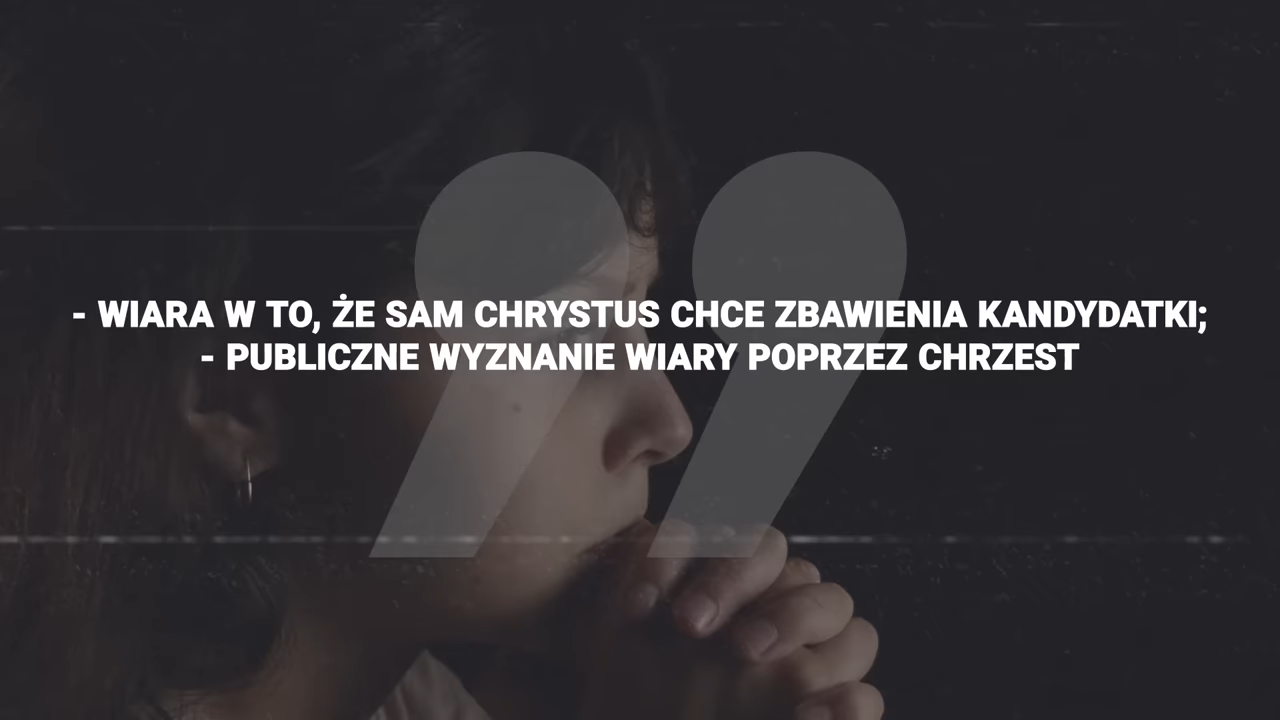 - WIARA W TO, ŻE SAM CHRYSTUS CHCE ZBAWIENIA KANDYDATKI;
- PUBLICZNE WYZNANIE WIARY POPRZEZ CHRZEST